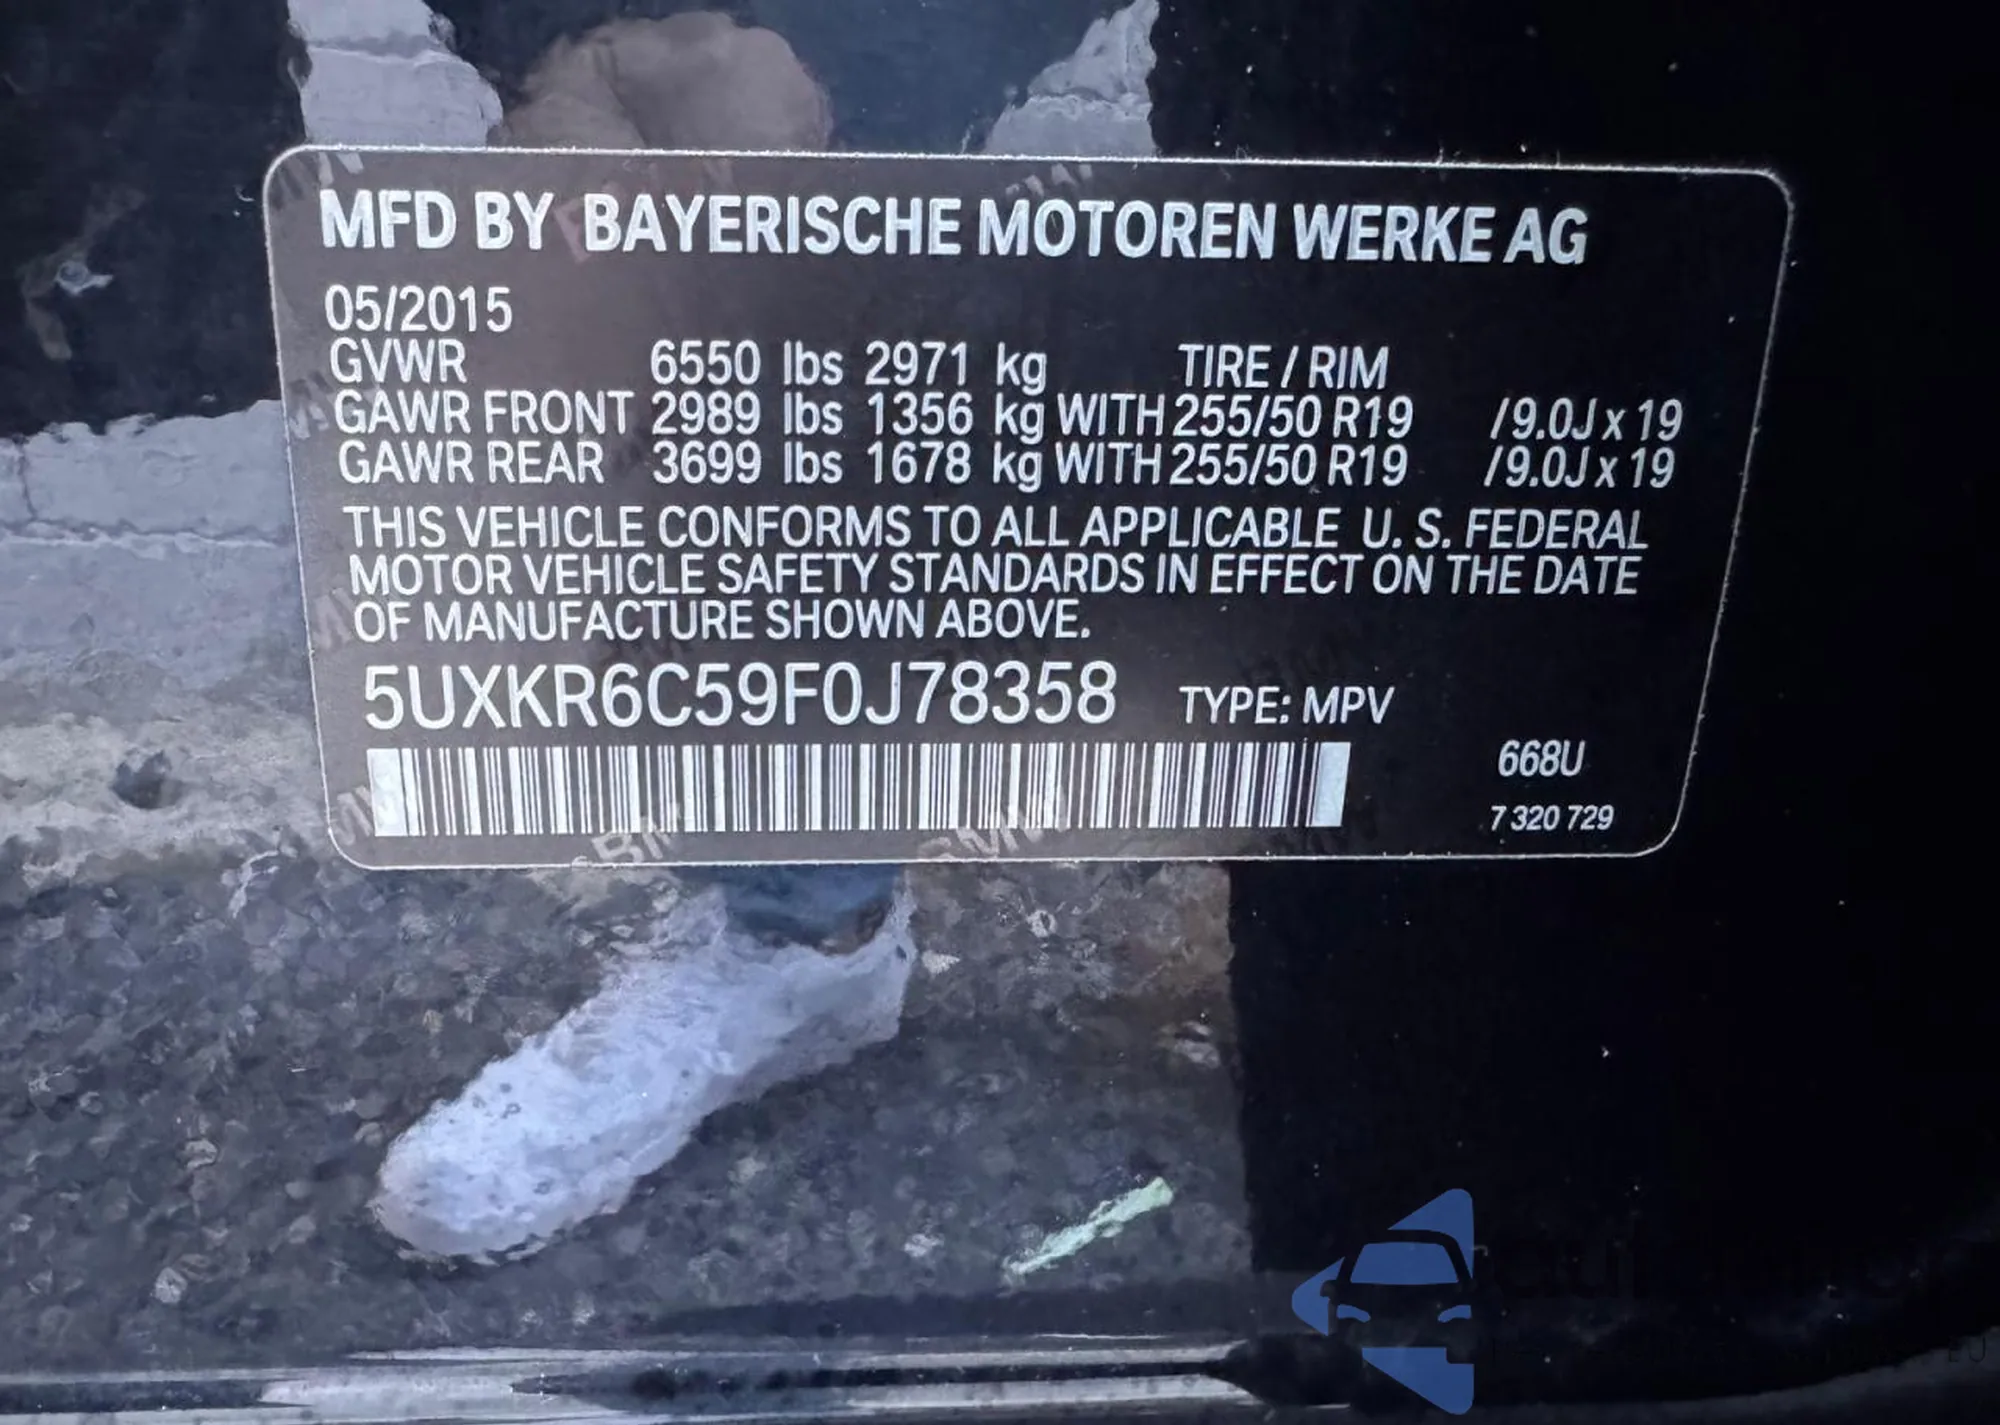 MFD BY BAYERISCHE MOTOREN WERKE AG
05/2015
GVWR 6550 lbs 2971 kg TIRE / RIM
GAWR FRONT 2989 lbs 1356 kg WITH 255/50 R19 /9.0J x 19
GAWR REAR 3699 lbs 1678 kg WITH 255/50 R19 /9.0J x 19
THIS VEHICLE CONFORMS TO ALL APPLICABLE U. S. FEDERAL
MOTOR VEHICLE SAFETY STANDARDS IN EFFECT ON THE DATE
OF MANUFACTURE SHOWN ABOVE.
5UXKR6C59F0J78358 TYPE: MPV
668U
7 320 729